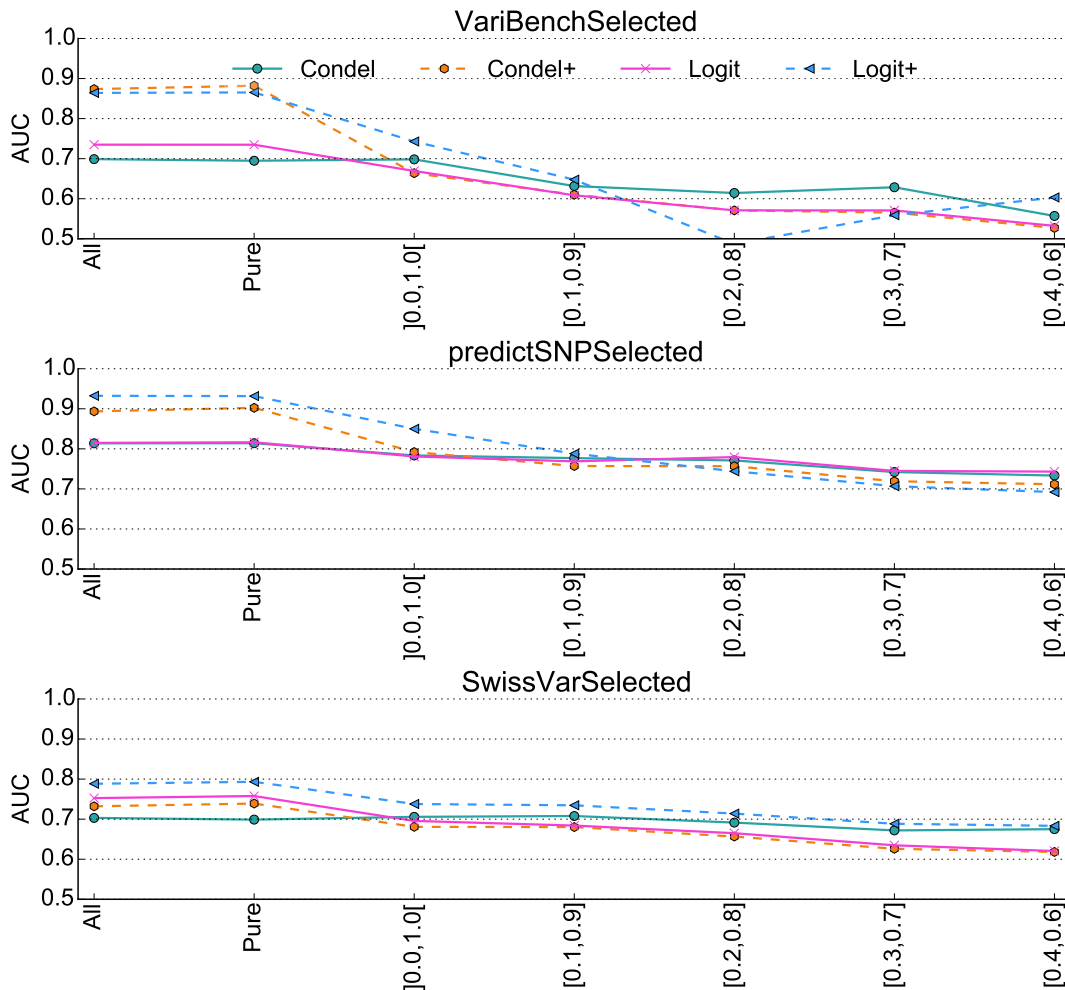 VariBenchSelected
1.0
0.9
0.8
0.7
0.6
0.5
AUC
Condel
Condel+
Logit
Logit+
All
Pure
]0.0,1.0[
[0.1,0.9]
[0.2,0.8]
[0.3,0.7]
[0.4,0.6]
predictSNPSelected
1.0
0.9
0.8
0.7
0.6
0.5
AUC
All
Pure
]0.0,1.0[
[0.1,0.9]
[0.2,0.8]
[0.3,0.7]
[0.4,0.6]
SwissVarSelected
1.0
0.9
0.8
0.7
0.6
0.5
AUC
All
Pure
]0.0,1.0[
[0.1,0.9]
[0.2,0.8]
[0.3,0.7]
[0.4,0.6]